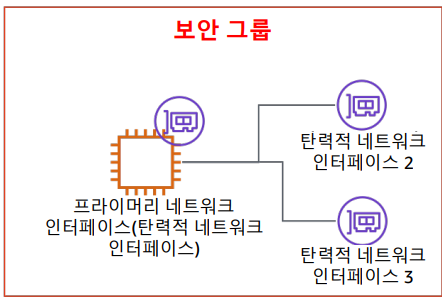 보안 그룹
탄력적 네트워크
인터페이스 2
프라이머리 네트워크
인터페이스(탄력적 네트워크
인터페이스)
탄력적 네트워크
인터페이스 3